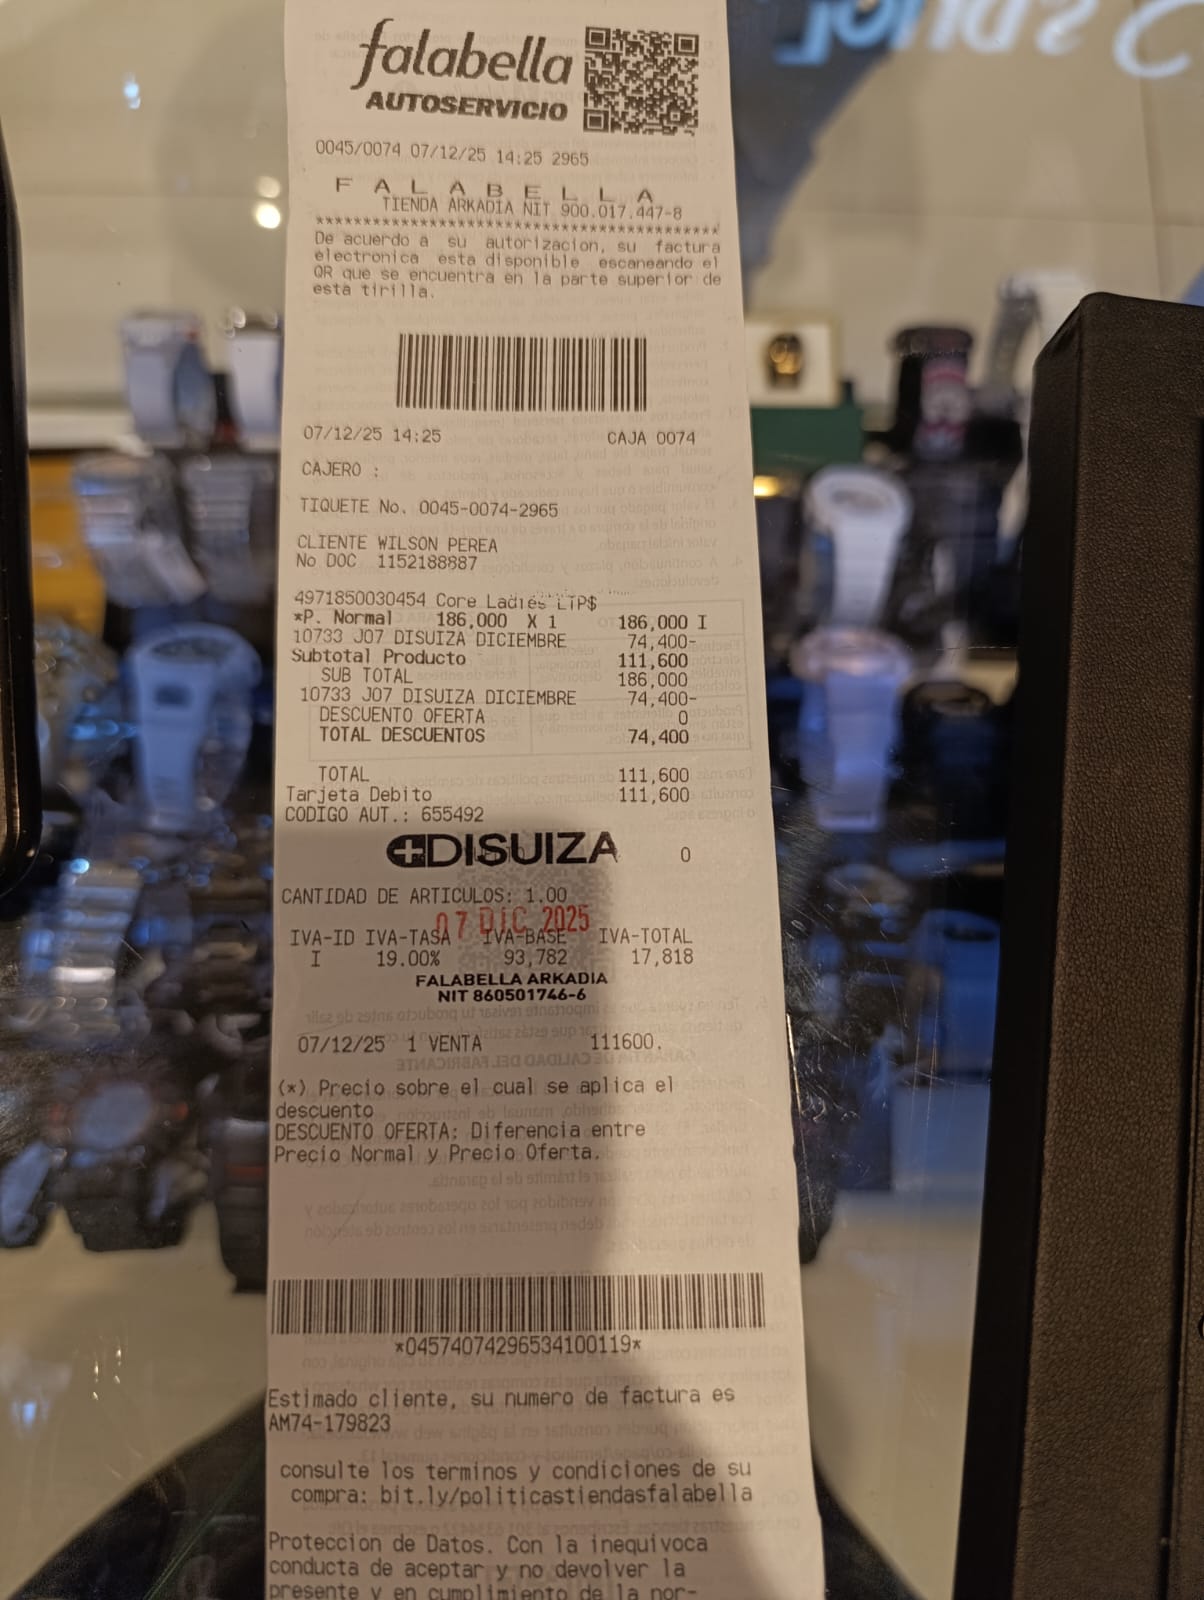 falabella
AUTOSERVICIO
0045/0074 07/12/25 14:25 2965
F A L A B E L L A
TIENDA ARKADIA NIT 900.017.447-8
******************************************
De acuerdo a su autorizacion, su factura
electronica esta disponible escaneando el
QR que se encuentra en la parte superior de
esta tirilla.
07/12/25 14:25 CAJA 0074
CAJERO :
TIQUETE No. 0045-0074-2965
CLIENTE WILSON PEREA
No DOC 1152188887
4971850030454 Core Ladies LTP$
*P. Normal 186,000 X 1 186,000 I
10733 J07 DISUIZA DICIEMBRE 74,400-
Subtotal Producto 111,600
SUB TOTAL 186,000
10733 J07 DISUIZA DICIEMBRE 74,400-
DESCUENTO OFERTA 0
TOTAL DESCUENTOS 74,400
TOTAL 111,600
Tarjeta Debito 111,600
CODIGO AUT.: 655492
DISUIZA 0
CANTIDAD DE ARTICULOS: 1.00
07 DIC 2025
IVA-ID IVA-TASA IVA-BASE IVA-TOTAL
I 19.00% 93,782 17,818
FALABELLA ARKADIA
NIT 860501746-6
07/12/25 1 VENTA 111600.
(*) Precio sobre el cual se aplica el
descuento
DESCUENTO OFERTA: Diferencia entre
Precio Normal y Precio Oferta.
*04574074296534100119*
Estimado cliente, su numero de factura es
AM74-179823
consulte los terminos y condiciones de su
compra: bit.ly/politicastiendasfalabella
Proteccion de Datos. Con la inequivoca
conducta de aceptar y no devolver la
presente y en cumplimiento de la nor-